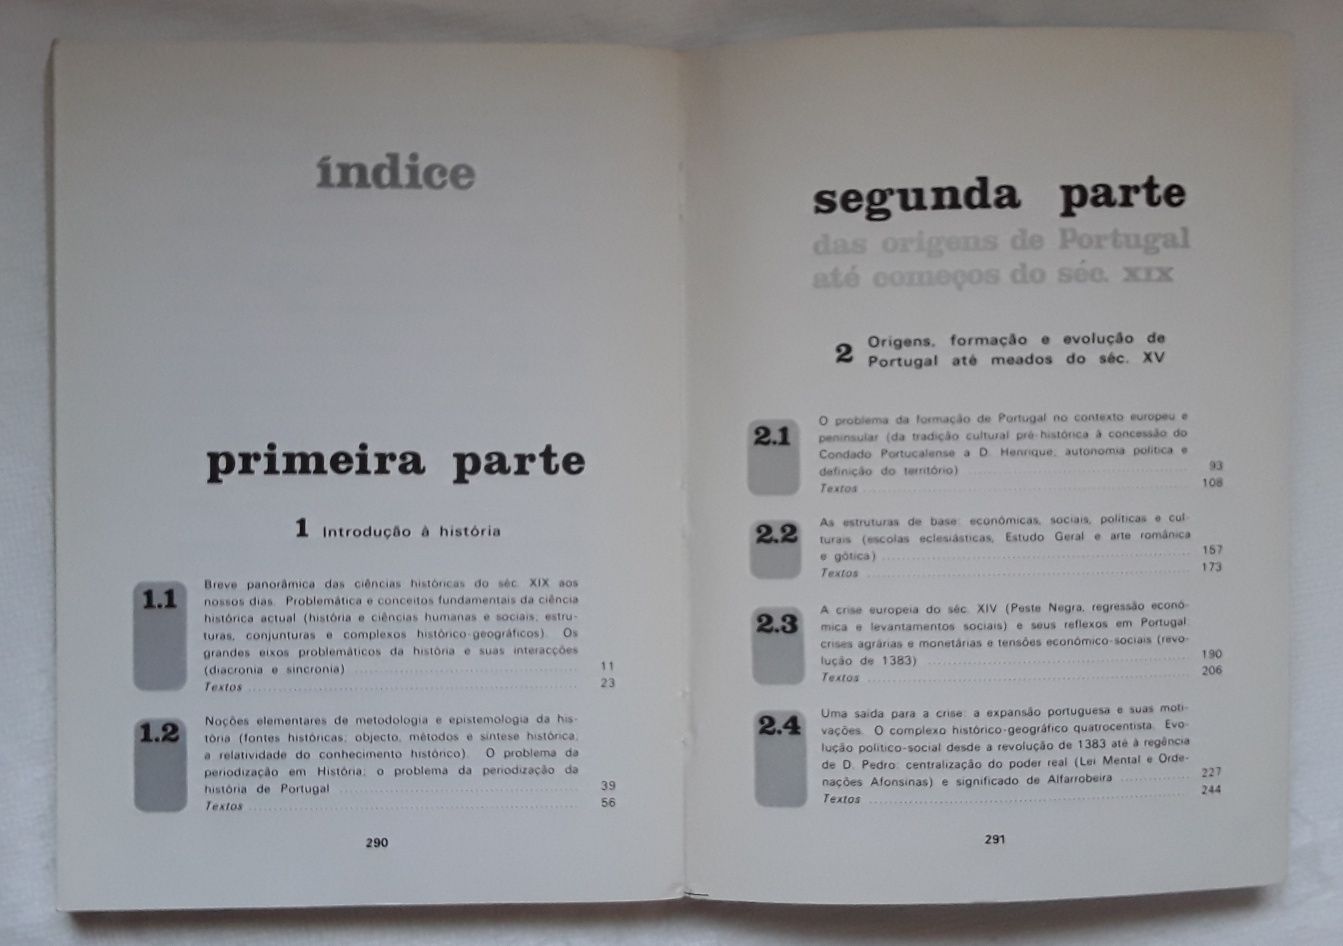 índice
primeira parte
1 Introdução à história
1.1
Breve panorâmica das ciências históricas do séc. XIX aos
nossos dias. Problemática e conceitos fundamentais da ciência
histórica actual (história e ciências humanas e sociais; estru-
turas, conjunturas e complexos histórico-geográficos). Os
grandes eixos problemáticos da história e suas interacções
(diacronia e sincronia) 11
Textos 23
1.2
Noções elementares de metodologia e epistemologia da his-
tória (fontes históricas; objecto, métodos e síntese histórica;
a relatividade do conhecimento histórico). O problema da
periodização em História; o problema da periodização da
história de Portugal 39
Textos 56
290
segunda parte
das origens de Portugal
até começos do séc. XIX
2 Origens, formação e evolução de
Portugal até meados do séc. XV
2.1
O problema da formação de Portugal no contexto europeu e
peninsular (da tradição cultural pré-histórica à concessão do
Condado Portucalense a D. Henrique; autonomia política e
definição do território) 93
Textos 108
2.2
As estruturas de base: económicas, sociais, políticas e cul-
turais (escolas eclesiásticas, Estudo Geral e arte românica
e gótica) 157
Textos 173
2.3
A crise europeia do séc. XIV (Peste Negra, regressão econó-
mica e levantamentos sociais) e seus reflexos em Portugal:
crises agrárias e monetárias e tensões económico-sociais (revo-
lução de 1383) 190
Textos 206
2.4
Uma saída para a crise: a expansão portuguesa e suas moti-
vações. O complexo histórico-geográfico quatrocentista. Evo-
lução político-social desde a revolução de 1383 até à regência
de D. Pedro: centralização do poder real (Lei Mental e Orde-
nações Afonsinas) e significado de Alfarrobeira 227
Textos 244
291